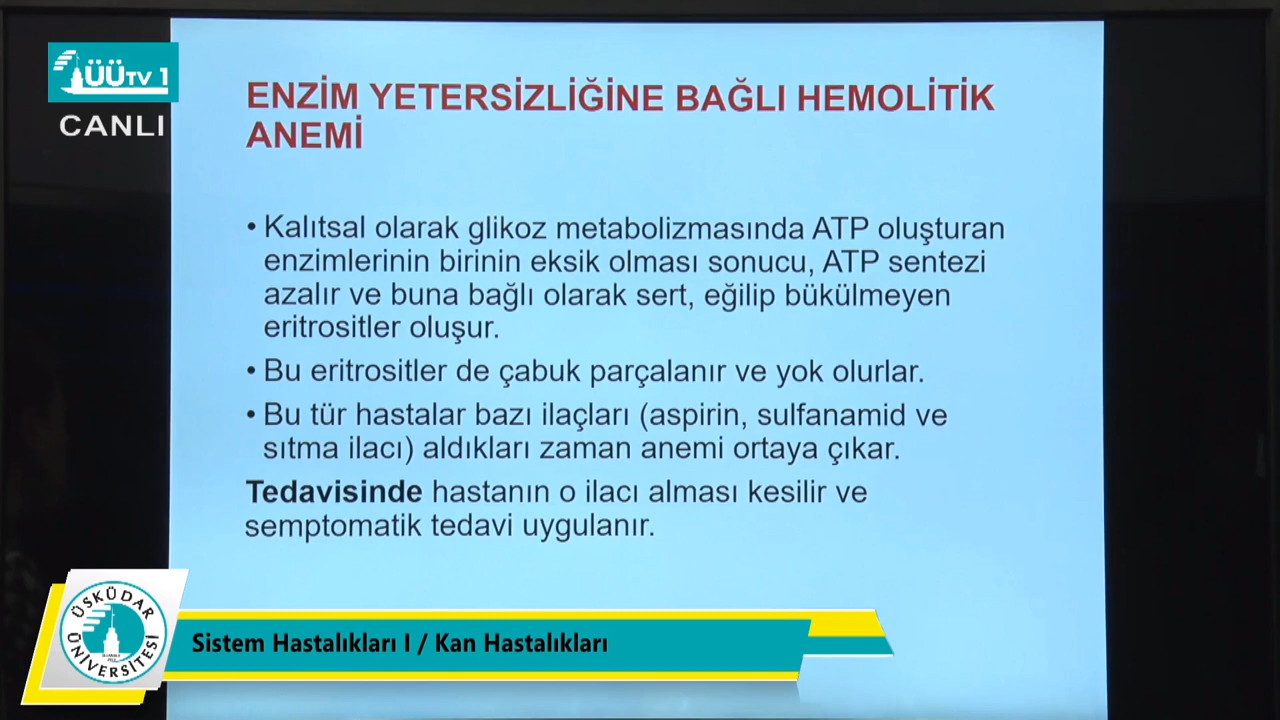 ÜÜTV 1
CANLI
ENZİM YETERSİZLİĞİNE BAĞLI HEMOLİTİK
ANEMİ
• Kalıtsal olarak glikoz metabolizmasında ATP oluşturan
enzimlerinin birinin eksik olması sonucu, ATP sentezi
azalır ve buna bağlı olarak sert, eğilip bükülmeyen
eritrositler oluşur.
• Bu eritrositler de çabuk parçalanır ve yok olurlar.
• Bu tür hastalar bazı ilaçları (aspirin, sulfanamid ve
sıtma ilacı) aldıkları zaman anemi ortaya çıkar.
Tedavisinde hastanın o ilacı alması kesilir ve
semptomatik tedavi uygulanır.
ÜSKÜDAR
ÜNİVERSİTESİ
Sistem Hastalıkları I / Kan Hastalıkları